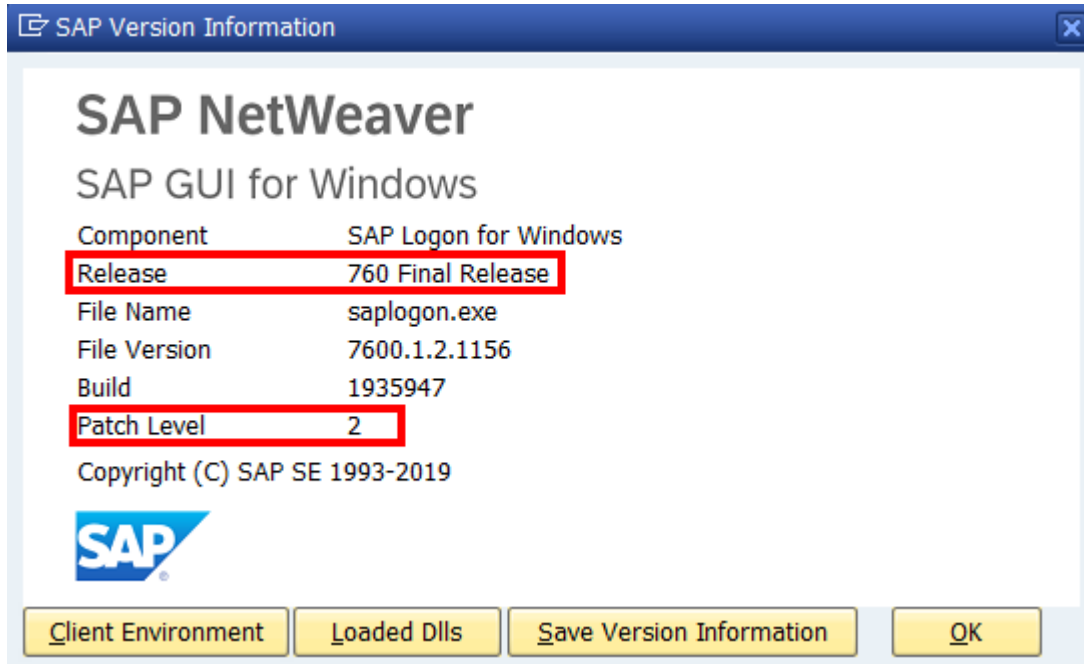 SAP Version Information
SAP NetWeaver
SAP GUI for Windows
Component SAP Logon for Windows
Release 760 Final Release
File Name saplogon.exe
File Version 7600.1.2.1156
Build 1935947
Patch Level 2
Copyright (C) SAP SE 1993-2019
SAP®
Client Environment Loaded Dlls Save Version Information OK